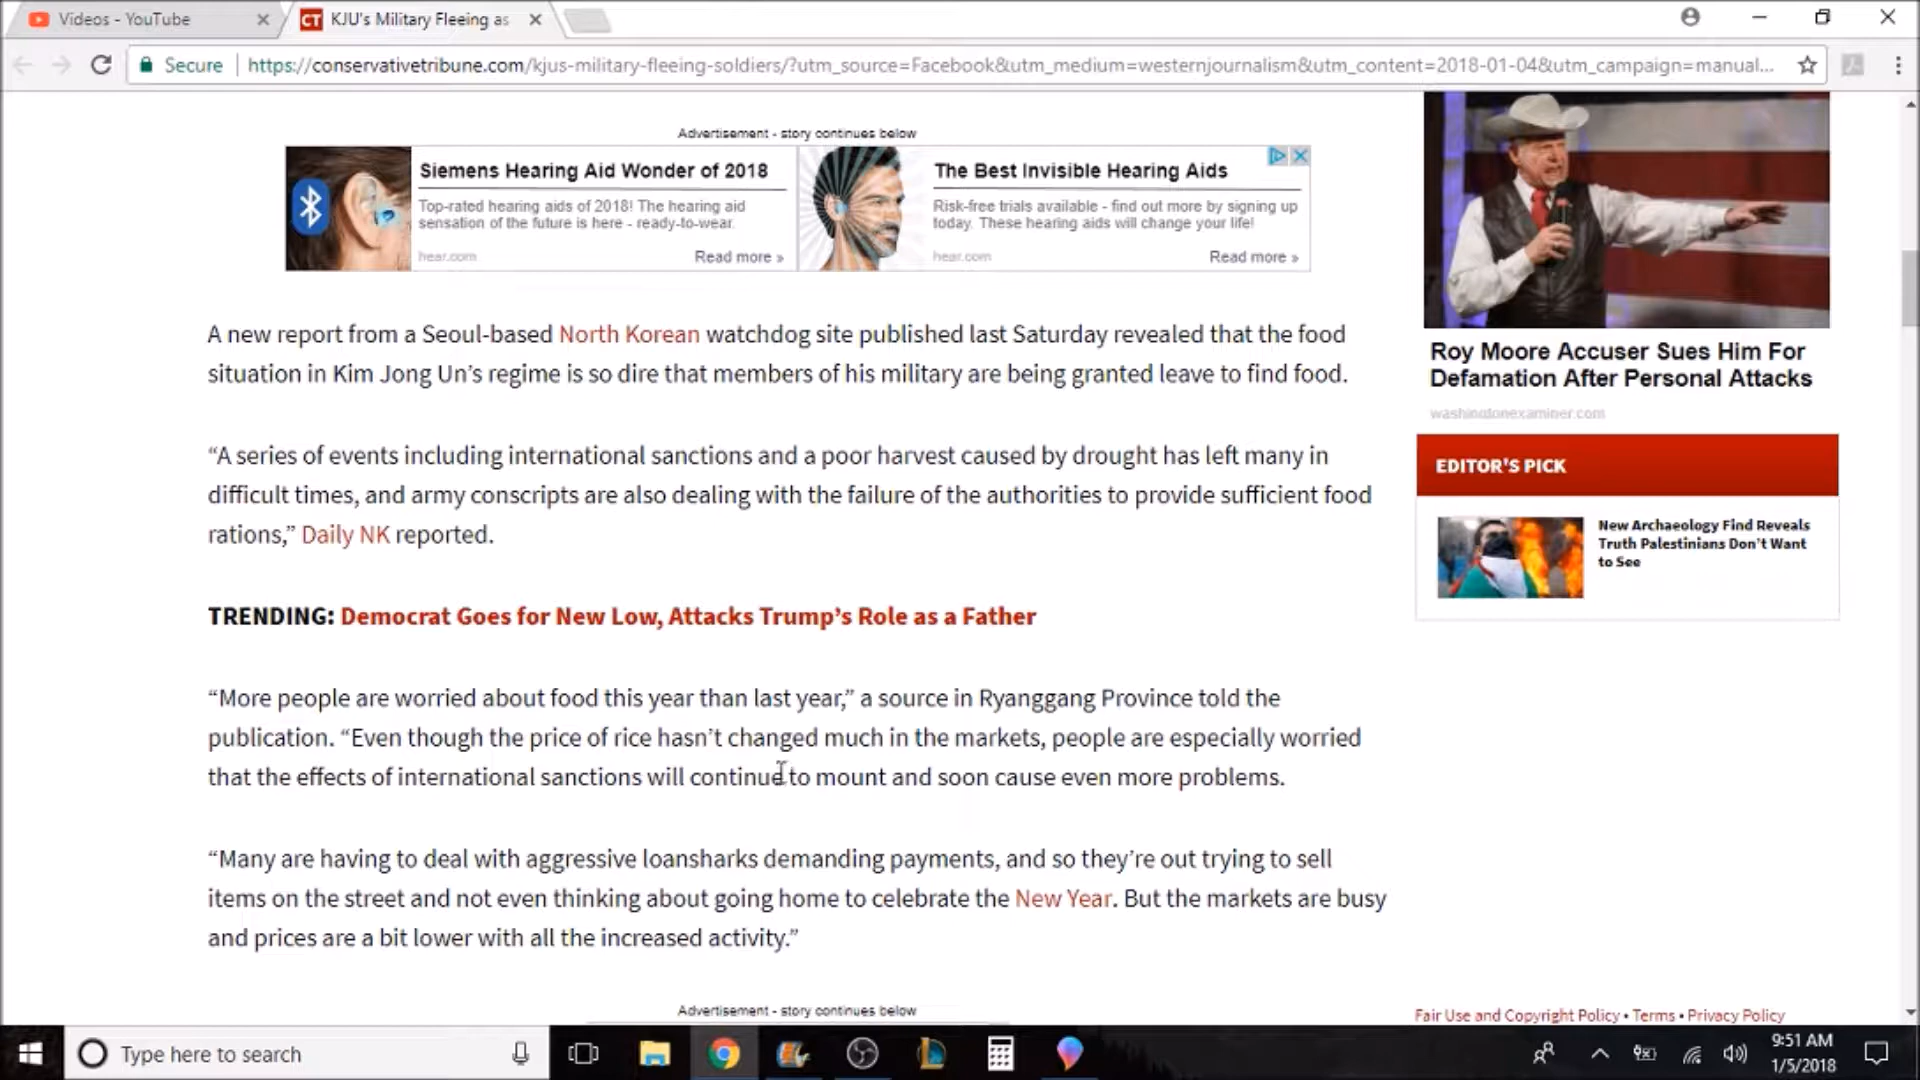 Videos - YouTube
CT KJU's Military Fleeing as
Secure https://conservativetribune.com/kjus-military-fleeing-soldiers/?utm_source=Facebook&utm_medium=westernjournalism&utm_content=2018-01-04&utm_campaign=manual...
Advertisement - story continues below
Siemens Hearing Aid Wonder of 2018
Top-rated hearing aids of 2018! The hearing aid
sensation of the future is here - ready-to-wear.
hear.com Read more »
The Best Invisible Hearing Aids
Risk-free trials available - find out more by signing up
today. These hearing aids will change your life!
hear.com Read more »
A new report from a Seoul-based North Korean watchdog site published last Saturday revealed that the food
situation in Kim Jong Un’s regime is so dire that members of his military are being granted leave to find food.
“A series of events including international sanctions and a poor harvest caused by drought has left many in
difficult times, and army conscripts are also dealing with the failure of the authorities to provide sufficient food
rations,” Daily NK reported.
TRENDING: Democrat Goes for New Low, Attacks Trump’s Role as a Father
“More people are worried about food this year than last year,” a source in Ryanggang Province told the
publication. “Even though the price of rice hasn’t changed much in the markets, people are especially worried
that the effects of international sanctions will continue to mount and soon cause even more problems.
“Many are having to deal with aggressive loansharks demanding payments, and so they’re out trying to sell
items on the street and not even thinking about going home to celebrate the New Year. But the markets are busy
and prices are a bit lower with all the increased activity.”
Advertisement - story continues below
Roy Moore Accuser Sues Him For
Defamation After Personal Attacks
washingtonexaminer.com
EDITOR'S PICK
New Archaeology Find Reveals
Truth Palestinians Don’t Want
to See
Fair Use and Copyright Policy • Terms • Privacy Policy
Type here to search
9:51 AM
1/5/2018